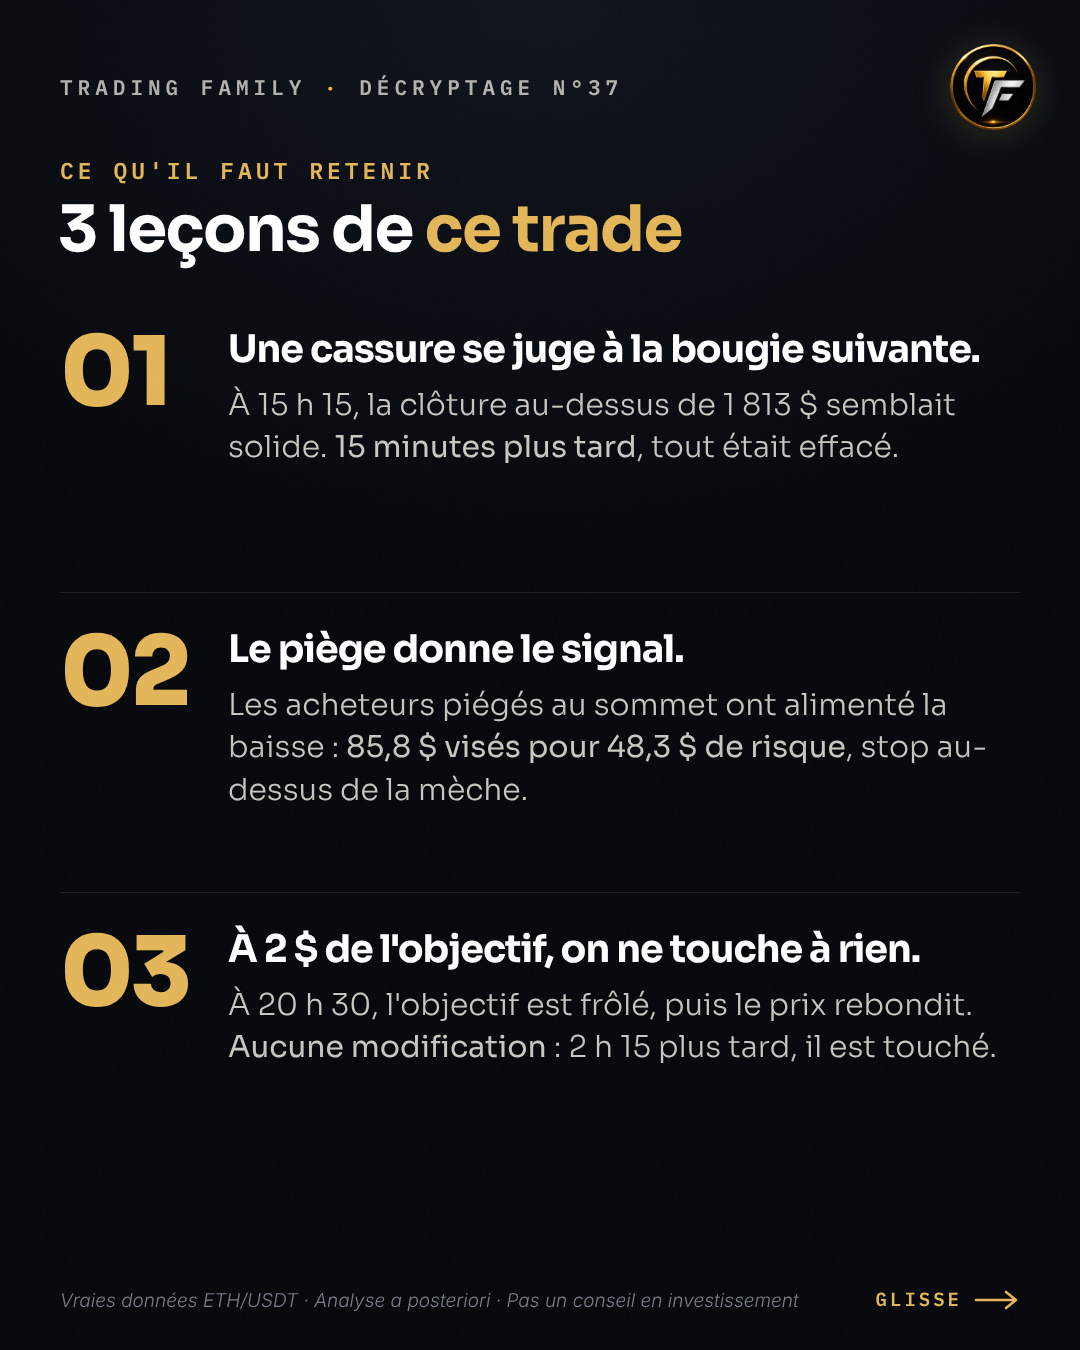 TRADING FAMILY · DÉCRYPTAGE N°37
TF
CE QU'IL FAUT RETENIR
3 leçons de ce trade
01
Une cassure se juge à la bougie suivante.
À 15 h 15, la clôture au-dessus de 1 813 $ semblait
solide. 15 minutes plus tard, tout était effacé.
02
Le piège donne le signal.
Les acheteurs piégés au sommet ont alimenté la
baisse : 85,8 $ visés pour 48,3 $ de risque, stop au-
dessus de la mèche.
03
À 2 $ de l'objectif, on ne touche à rien.
À 20 h 30, l'objectif est frôlé, puis le prix rebondit.
Aucune modification : 2 h 15 plus tard, il est touché.
Vraies données ETH/USDT · Analyse a posteriori · Pas un conseil en investissement
GLISSE →